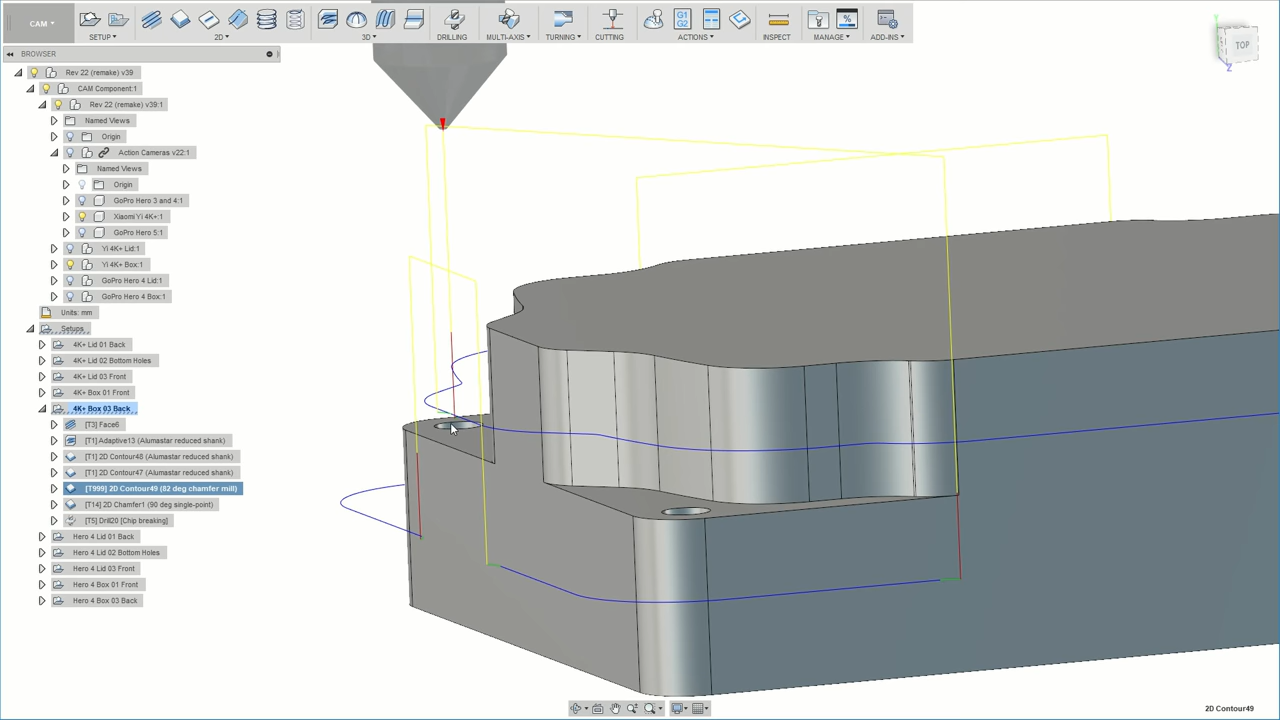 CAM
SETUP
2D
3D
DRILLING
MULTI-AXIS
TURNING
CUTTING
G1
G2
ACTIONS
INSPECT
MANAGE
ADD-INS
TOP
Z
BROWSER
Rev 22 (remake) v39
CAM Component:1
Rev 22 (remake) v39:1
Named Views
Origin
Action Cameras v22:1
Named Views
Origin
GoPro Hero 3 and 4:1
Xiaomi Yi 4K+:1
GoPro Hero 5:1
Yi 4K+ Lid:1
Yi 4K+ Box:1
GoPro Hero 4 Lid:1
GoPro Hero 4 Box:1
Units: mm
Setups
4K+ Lid 01 Back
4K+ Lid 02 Bottom Holes
4K+ Lid 03 Front
4K+ Box 01 Front
4K+ Box 03 Back
[T3] Face6
[T1] Adaptive13 (Alumastar reduced shank)
[T1] 2D Contour48 (Alumastar reduced shank)
[T1] 2D Contour47 (Alumastar reduced shank)
[T999] 2D Contour49 (82 deg chamfer mill)
[T14] 2D Chamfer1 (90 deg single-point)
[T5] Drill20 [Chip breaking]
Hero 4 Lid 01 Back
Hero 4 Lid 02 Bottom Holes
Hero 4 Lid 03 Front
Hero 4 Box 01 Front
Hero 4 Box 03 Back
2D Contour49